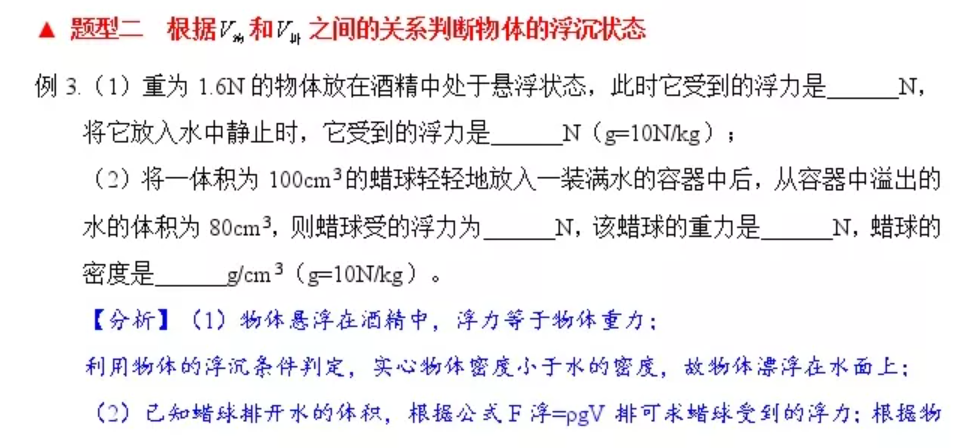 ▲ 题型二 根据V物和V排之间的关系判断物体的浮沉状态
例 3.（1）重为 1.6N 的物体放在酒精中处于悬浮状态，此时它受到的浮力是______N，
将它放入水中静止时，它受到的浮力是______N（g=10N/kg）；
（2）将一体积为 100cm³的蜡球轻轻地放入一装满水的容器中后，从容器中溢出的
水的体积为 80cm³，则蜡球受的浮力为______N，该蜡球的重力是______N，蜡球的
密度是______g/cm³（g=10N/kg）。
【分析】（1）物体悬浮在酒精中，浮力等于物体重力；
利用物体的浮沉条件判定，实心物体密度小于水的密度，故物体漂浮在水面上；
（2）已知蜡球排开水的体积，根据公式 F 浮=ρgV 排可求蜡球受到的浮力；根据物